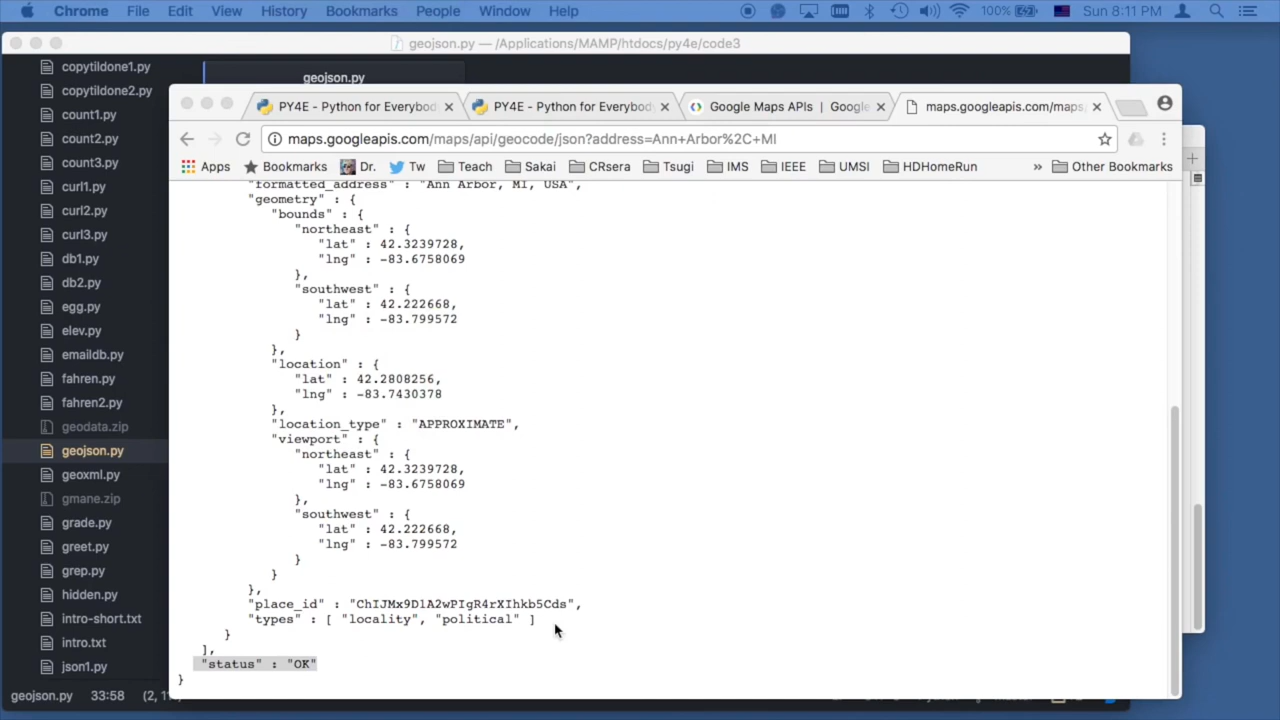 Chrome File Edit View History Bookmarks People Window Help 100% Sun 8:11 PM
geojson.py — /Applications/MAMP/htdocs/py4e/code3
geojson.py
PY4E - Python for Everybod
PY4E - Python for Everybody
Google Maps APIs | Google
maps.googleapis.com/maps
maps.googleapis.com/maps/api/geocode/json?address=Ann+Arbor%2C+MI
Apps Bookmarks Dr. Tw Teach Sakai CRsera Tsugi IMS IEEE UMSI HDHomeRun » Other Bookmarks
copytildone1.py
copytildone2.py
count1.py
count2.py
count3.py
curl1.py
curl2.py
curl3.py
db1.py
db2.py
egg.py
elev.py
emaildb.py
fahren.py
fahren2.py
geodata.zip
geojson.py
geoxml.py
gmane.zip
grade.py
greet.py
grep.py
hidden.py
intro-short.txt
intro.txt
json1.py
"formatted_address" : "Ann Arbor, MI, USA",
"geometry" : {
"bounds" : {
"northeast" : {
"lat" : 42.3239728,
"lng" : -83.6758069
},
"southwest" : {
"lat" : 42.222668,
"lng" : -83.799572
}
},
"location" : {
"lat" : 42.2808256,
"lng" : -83.7430378
},
"location_type" : "APPROXIMATE",
"viewport" : {
"northeast" : {
"lat" : 42.3239728,
"lng" : -83.6758069
},
"southwest" : {
"lat" : 42.222668,
"lng" : -83.799572
}
}
},
"place_id" : "ChIJMx9D1A2wPIgR4rXIhkb5Cds",
"types" : [ "locality", "political" ]
}
],
"status" : "OK"
}
geojson.py 33:58